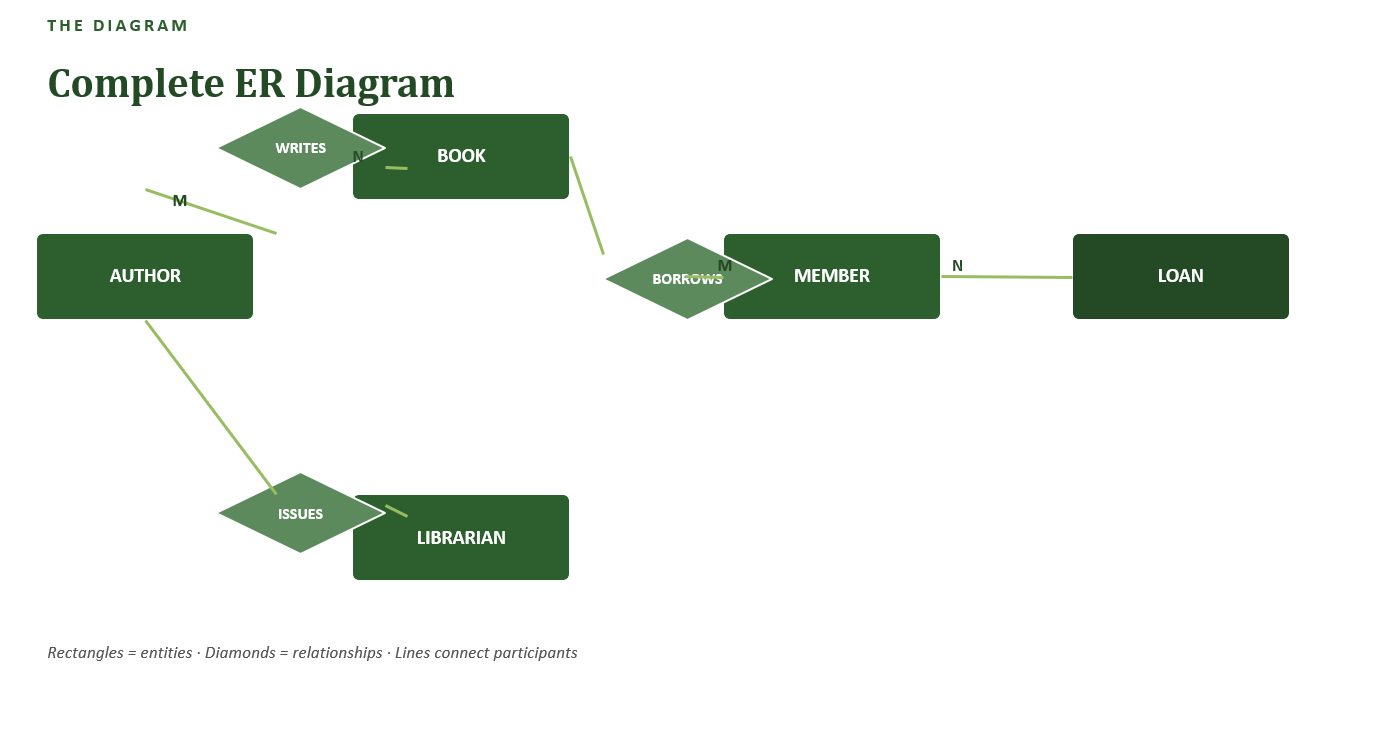 THE DIAGRAM
Complete ER Diagram
WRITES
N
BOOK
M
AUTHOR
BORROWS
M
MEMBER
N
LOAN
ISSUES
LIBRARIAN
Rectangles = entities · Diamonds = relationships · Lines connect participants